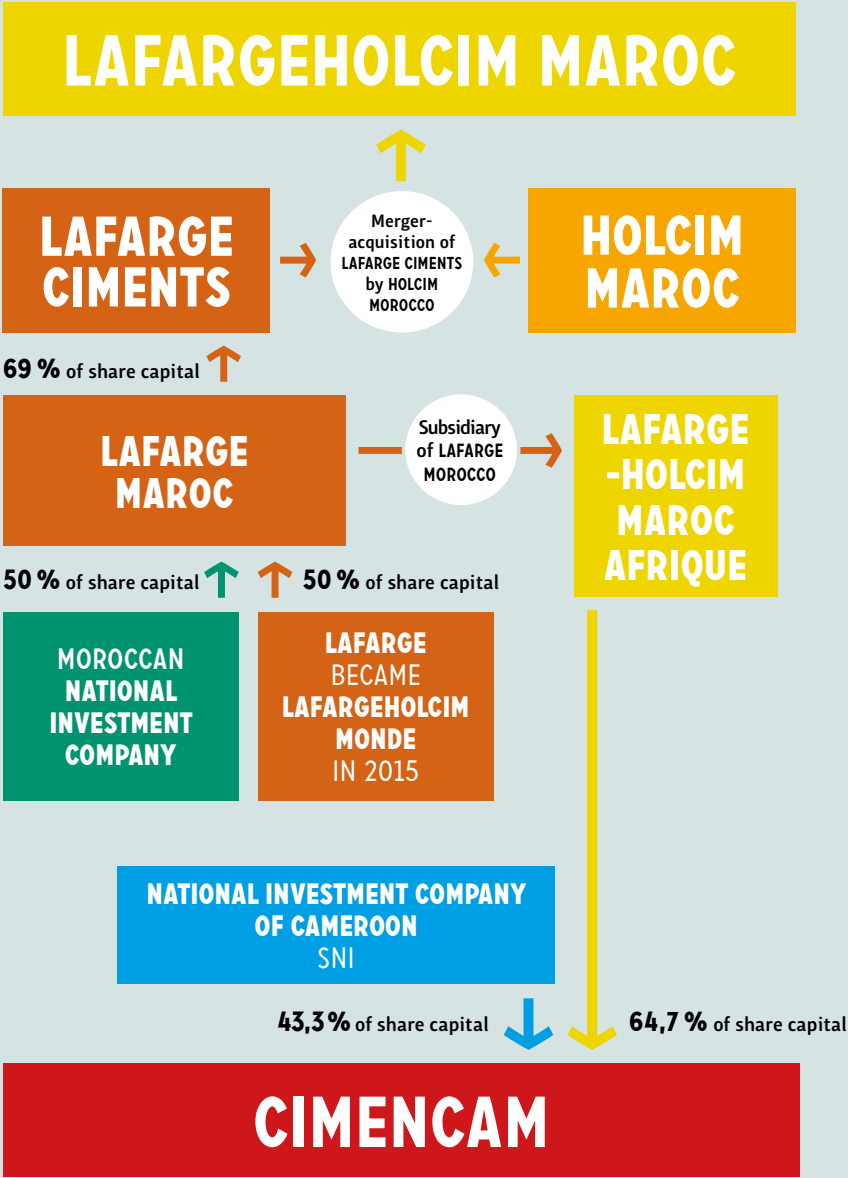 LAFARGEHOLCIM MAROC
LAFARGE
CIMENTS
Merger-
acquisition of
LAFARGE CIMENTS
by HOLCIM
MOROCCO
HOLCIM
MAROC
69 % of share capital
LAFARGE
MAROC
Subsidiary
of LAFARGE
MOROCCO
LAFARGE
-HOLCIM
MAROC
AFRIQUE
50 % of share capital
50 % of share capital
MOROCCAN
NATIONAL
INVESTMENT
COMPANY
LAFARGE
BECAME
LAFARGEHOLCIM
MONDE
IN 2015
NATIONAL INVESTMENT COMPANY
OF CAMEROON
SNI
43,3% of share capital
64,7 % of share capital
CIMENCAM